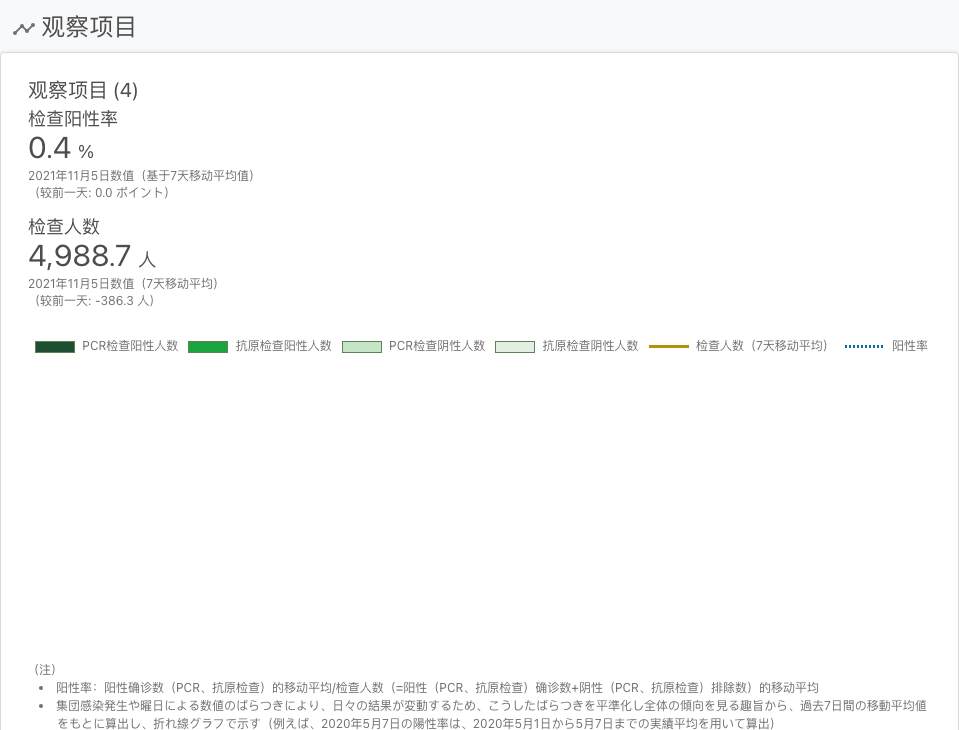 观察项目
观察项目 (4)
检查阳性率
0.4 %
2021年11月5日数值（基于7天移动平均值）
（较前一天: 0.0 ポイント）
检查人数
4,988.7 人
2021年11月5日数值（7天移动平均）
（较前一天: -386.3 人）
PCR检查阳性人数 抗原检查阳性人数 PCR检查阴性人数 抗原检查阴性人数 检查人数（7天移动平均） 阳性率
（注）
• 阳性率：阳性确诊数（PCR、抗原检查）的移动平均/检查人数（=阳性（PCR、抗原检查）确诊数+阴性（PCR、抗原检查）排除数）的移动平均
• 集団感染発生や曜日による数値のばらつきにより、日々の結果が変動するため、こうしたばらつきを平準化し全体の傾向を見る趣旨から、過去7日間の移動平均値
をもとに算出し、折れ線グラフで示す（例えば、2020年5月7日の陽性率は、2020年5月1日から5月7日までの実績平均を用いて算出）